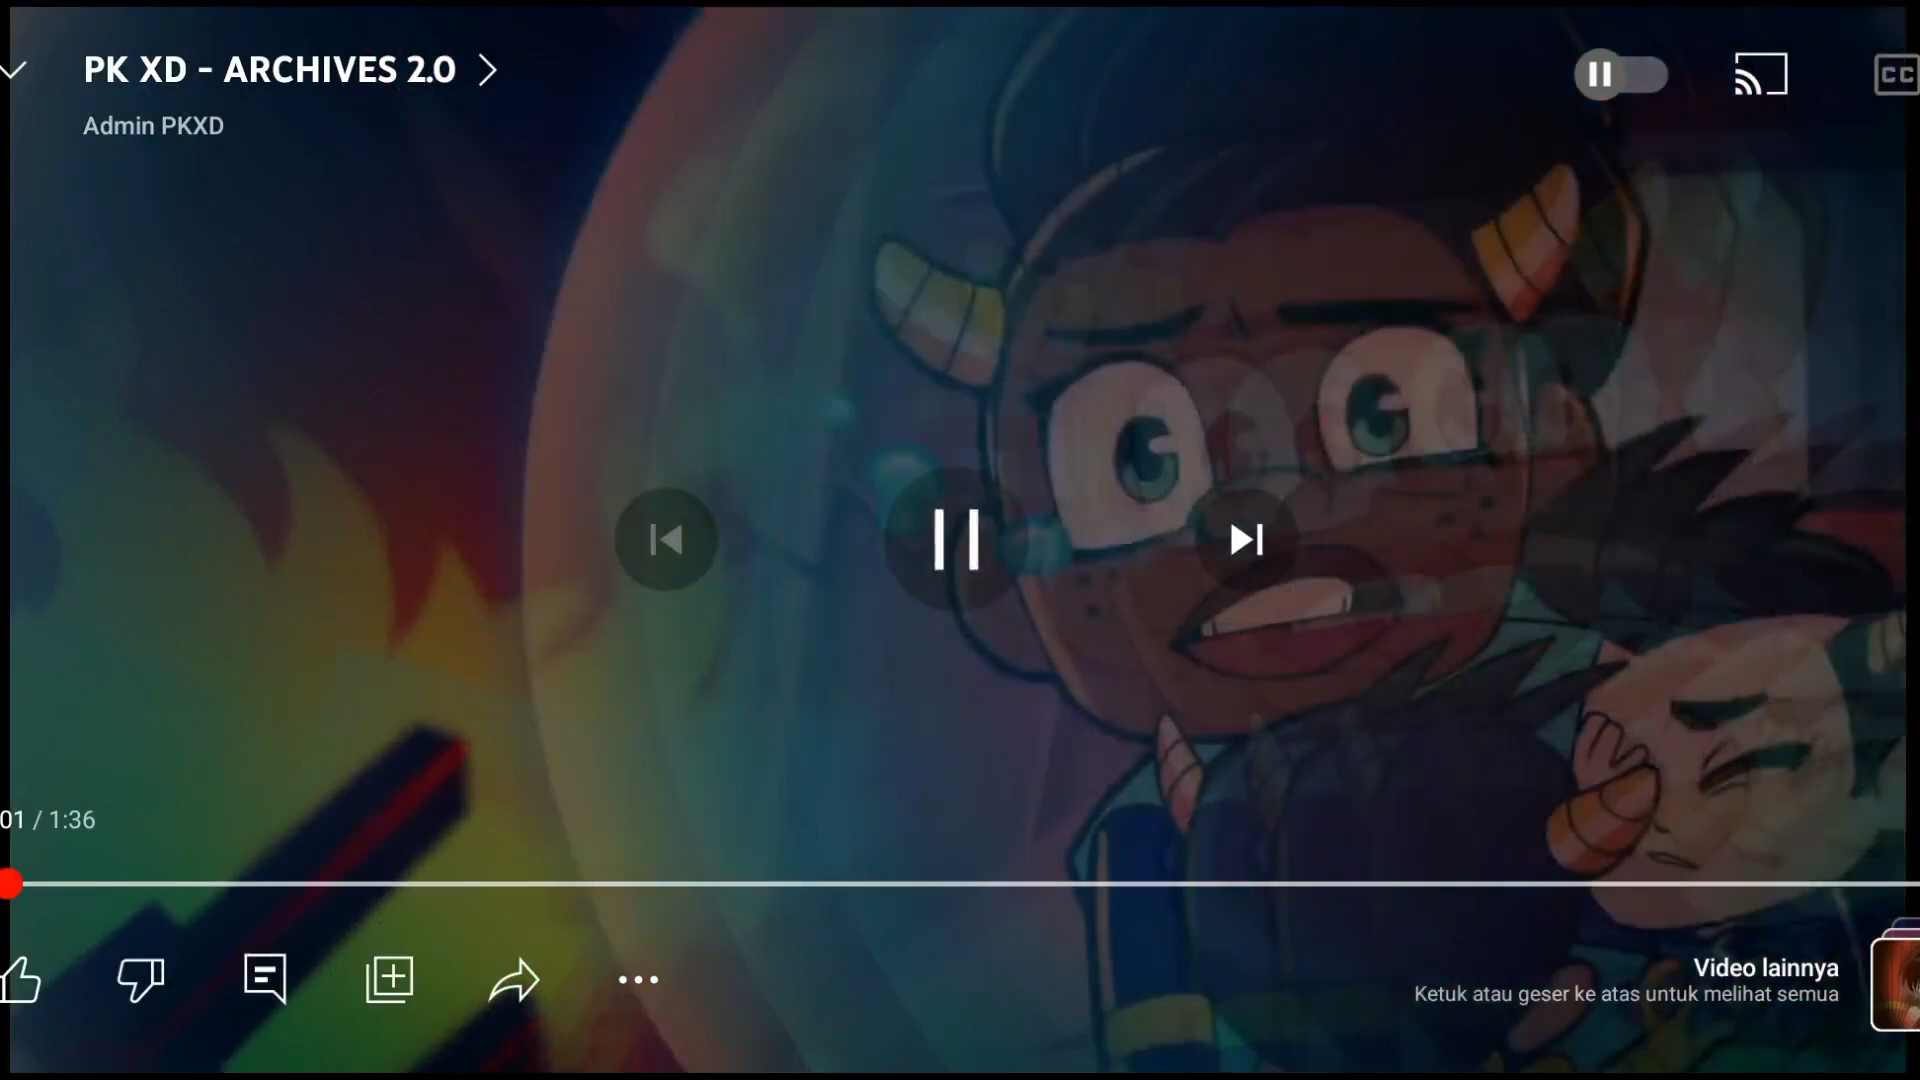 PK XD - ARCHIVES 2.0
Admin PKXD
CC
01 / 1:36
Video lainnya
Ketuk atau geser ke atas untuk melihat semua